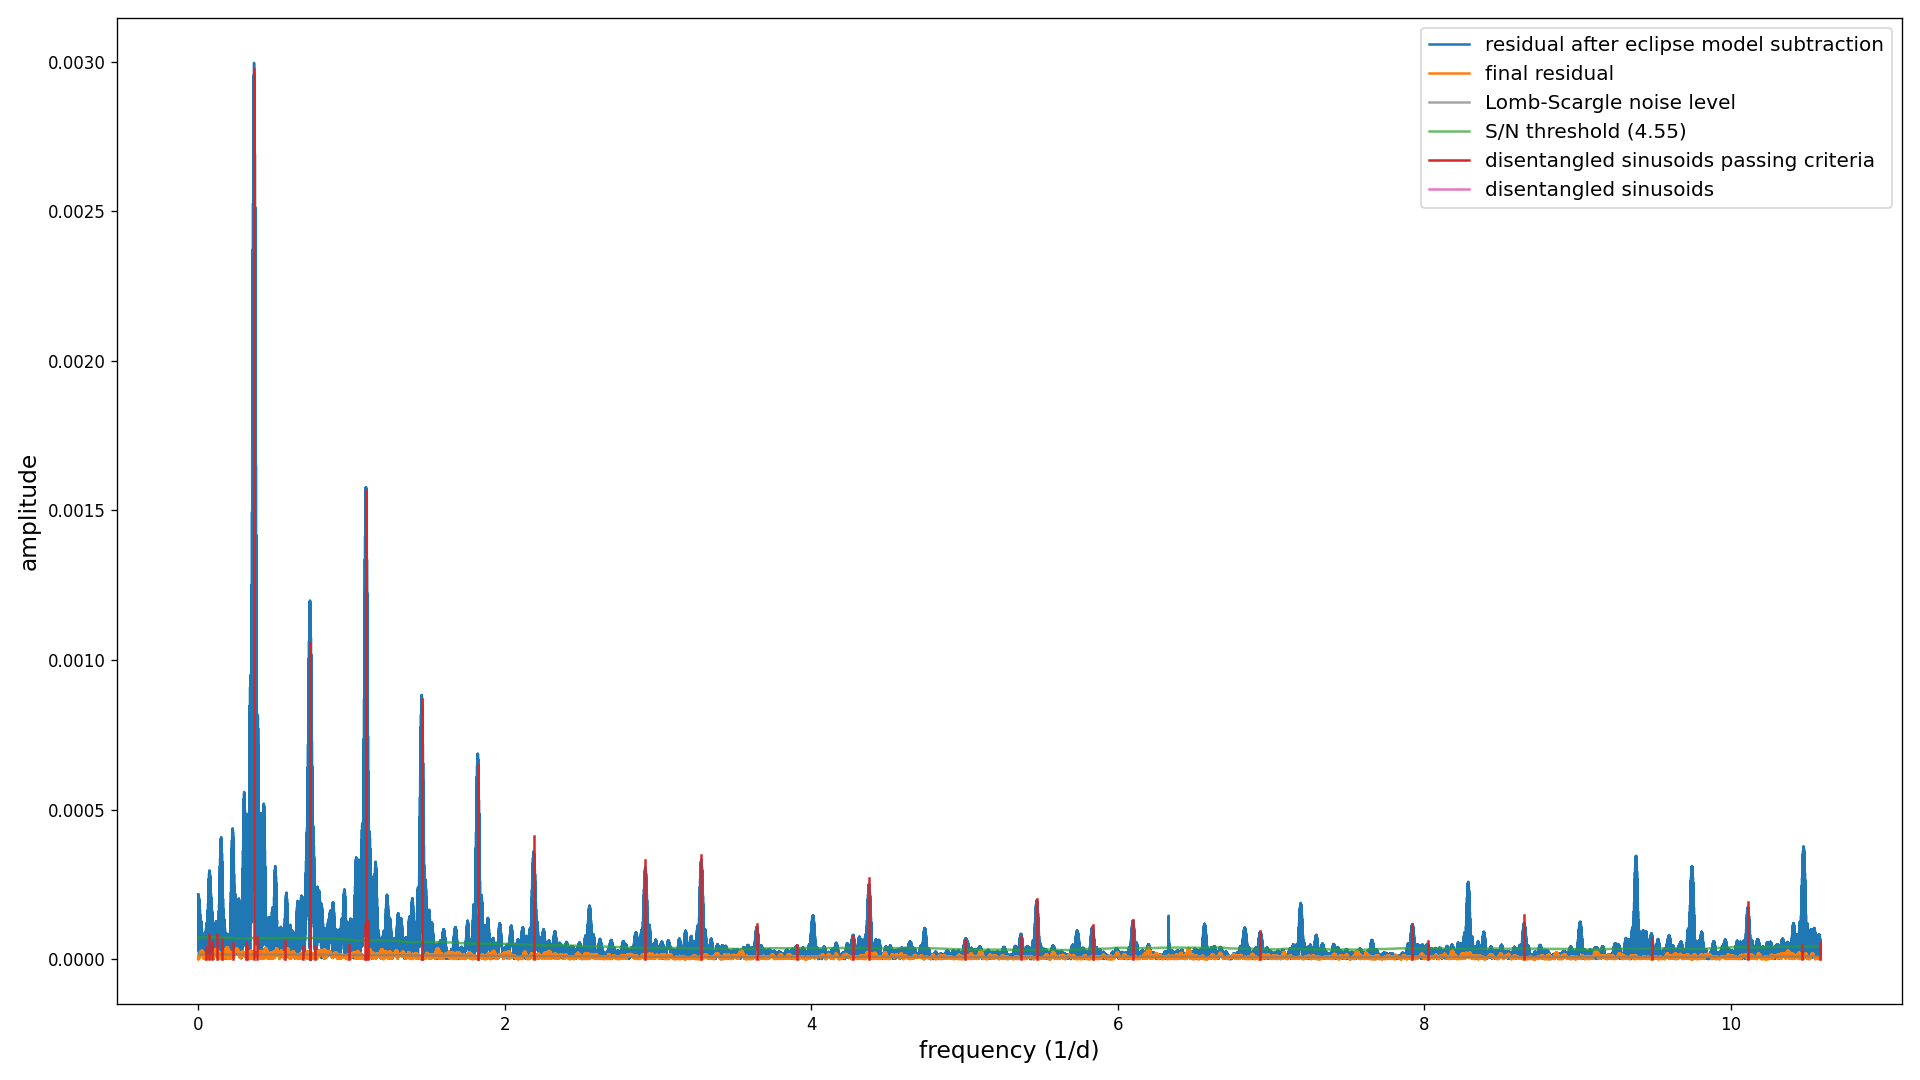 residual after eclipse model subtraction
final residual
Lomb-Scargle noise level
S/N threshold (4.55)
disentangled sinusoids passing criteria
disentangled sinusoids
0.0030
0.0025
0.0020
0.0015
0.0010
0.0005
0.0000
amplitude
0 2 4 6 8 10
frequency (1/d)